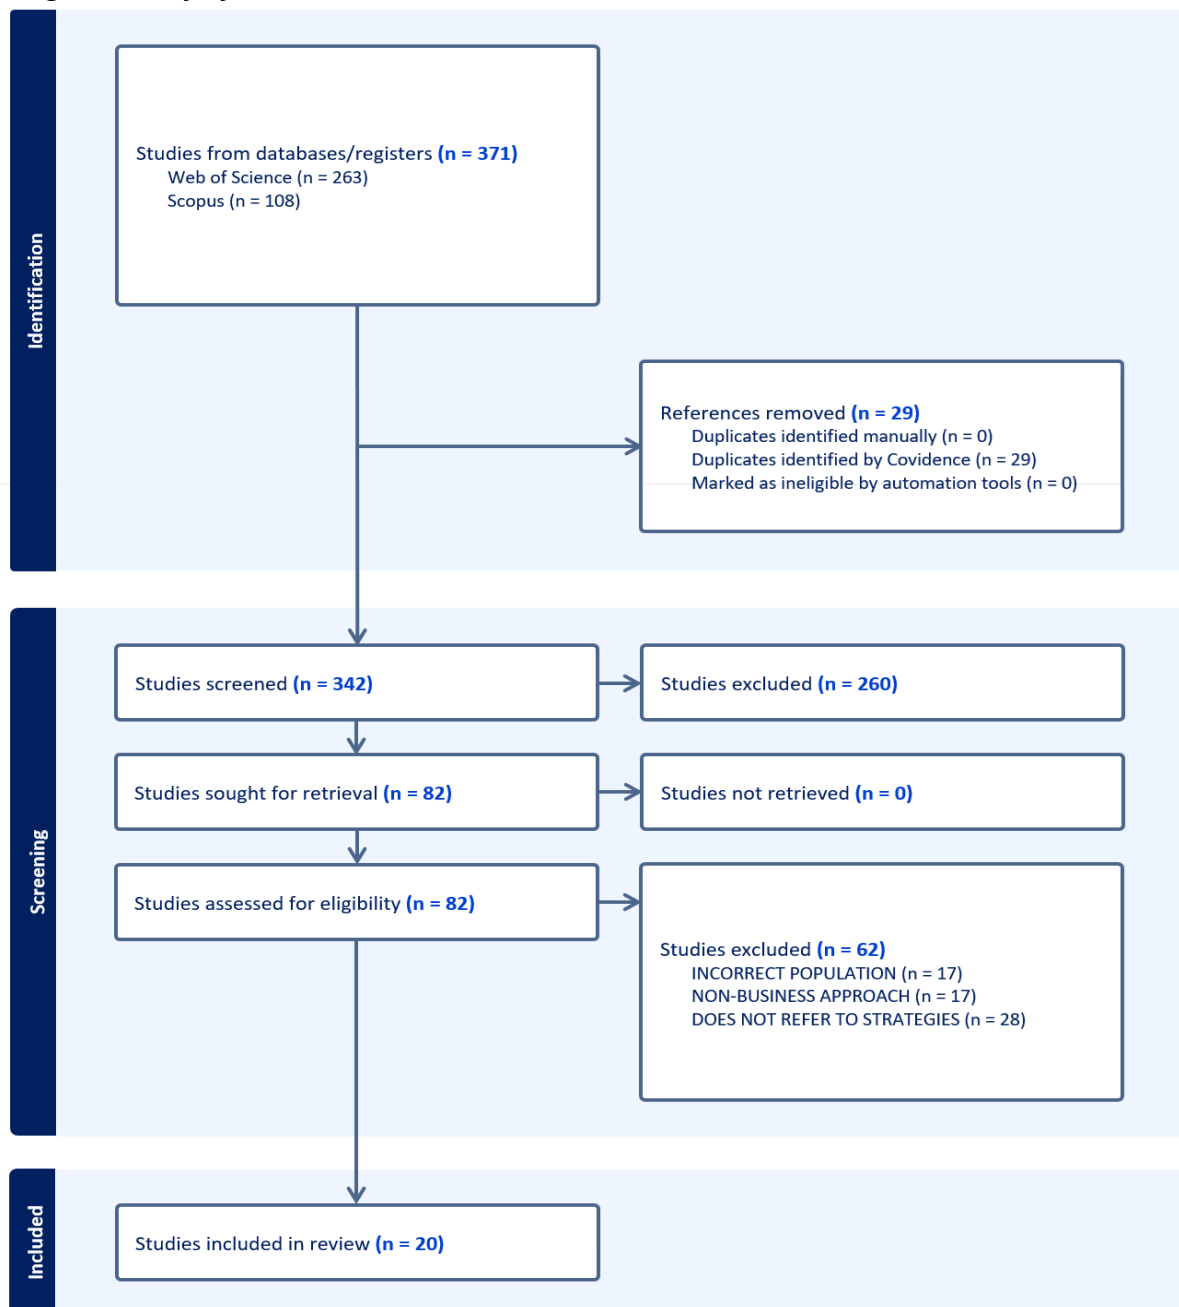 Identification
Studies from databases/registers (n = 371)
Web of Science (n = 263)
Scopus (n = 108)
References removed (n = 29)
Duplicates identified manually (n = 0)
Duplicates identified by Covidence (n = 29)
Marked as ineligible by automation tools (n = 0)
Screening
Studies screened (n = 342)
Studies excluded (n = 260)
Studies sought for retrieval (n = 82)
Studies not retrieved (n = 0)
Studies assessed for eligibility (n = 82)
Studies excluded (n = 62)
INCORRECT POPULATION (n = 17)
NON-BUSINESS APPROACH (n = 17)
DOES NOT REFER TO STRATEGIES (n = 28)
Included
Studies included in review (n = 20)